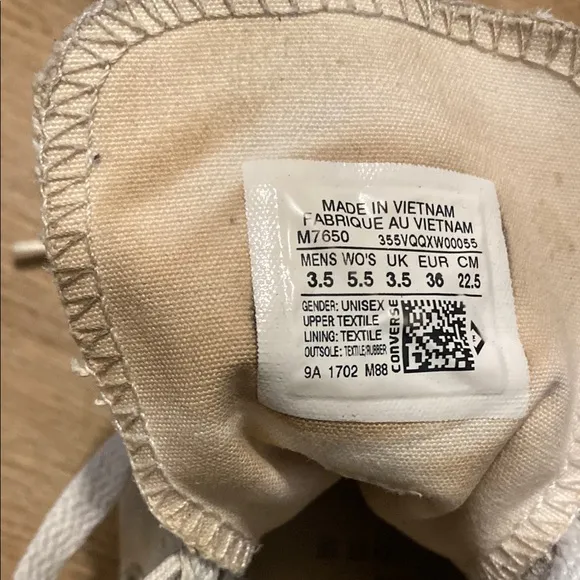 MADE IN VIETNAM
FABRIQUE AU VIETNAM
M7650 355VQQXW00055
MENS WO'S UK EUR CM
3.5 5.5 3.5 36 22.5
GENDER: UNISEX
UPPER TEXTILE
LINING: TEXTILE
OUTSOLE: TEXTILE/RUBBER
9A 1702 M88
CONVERSE